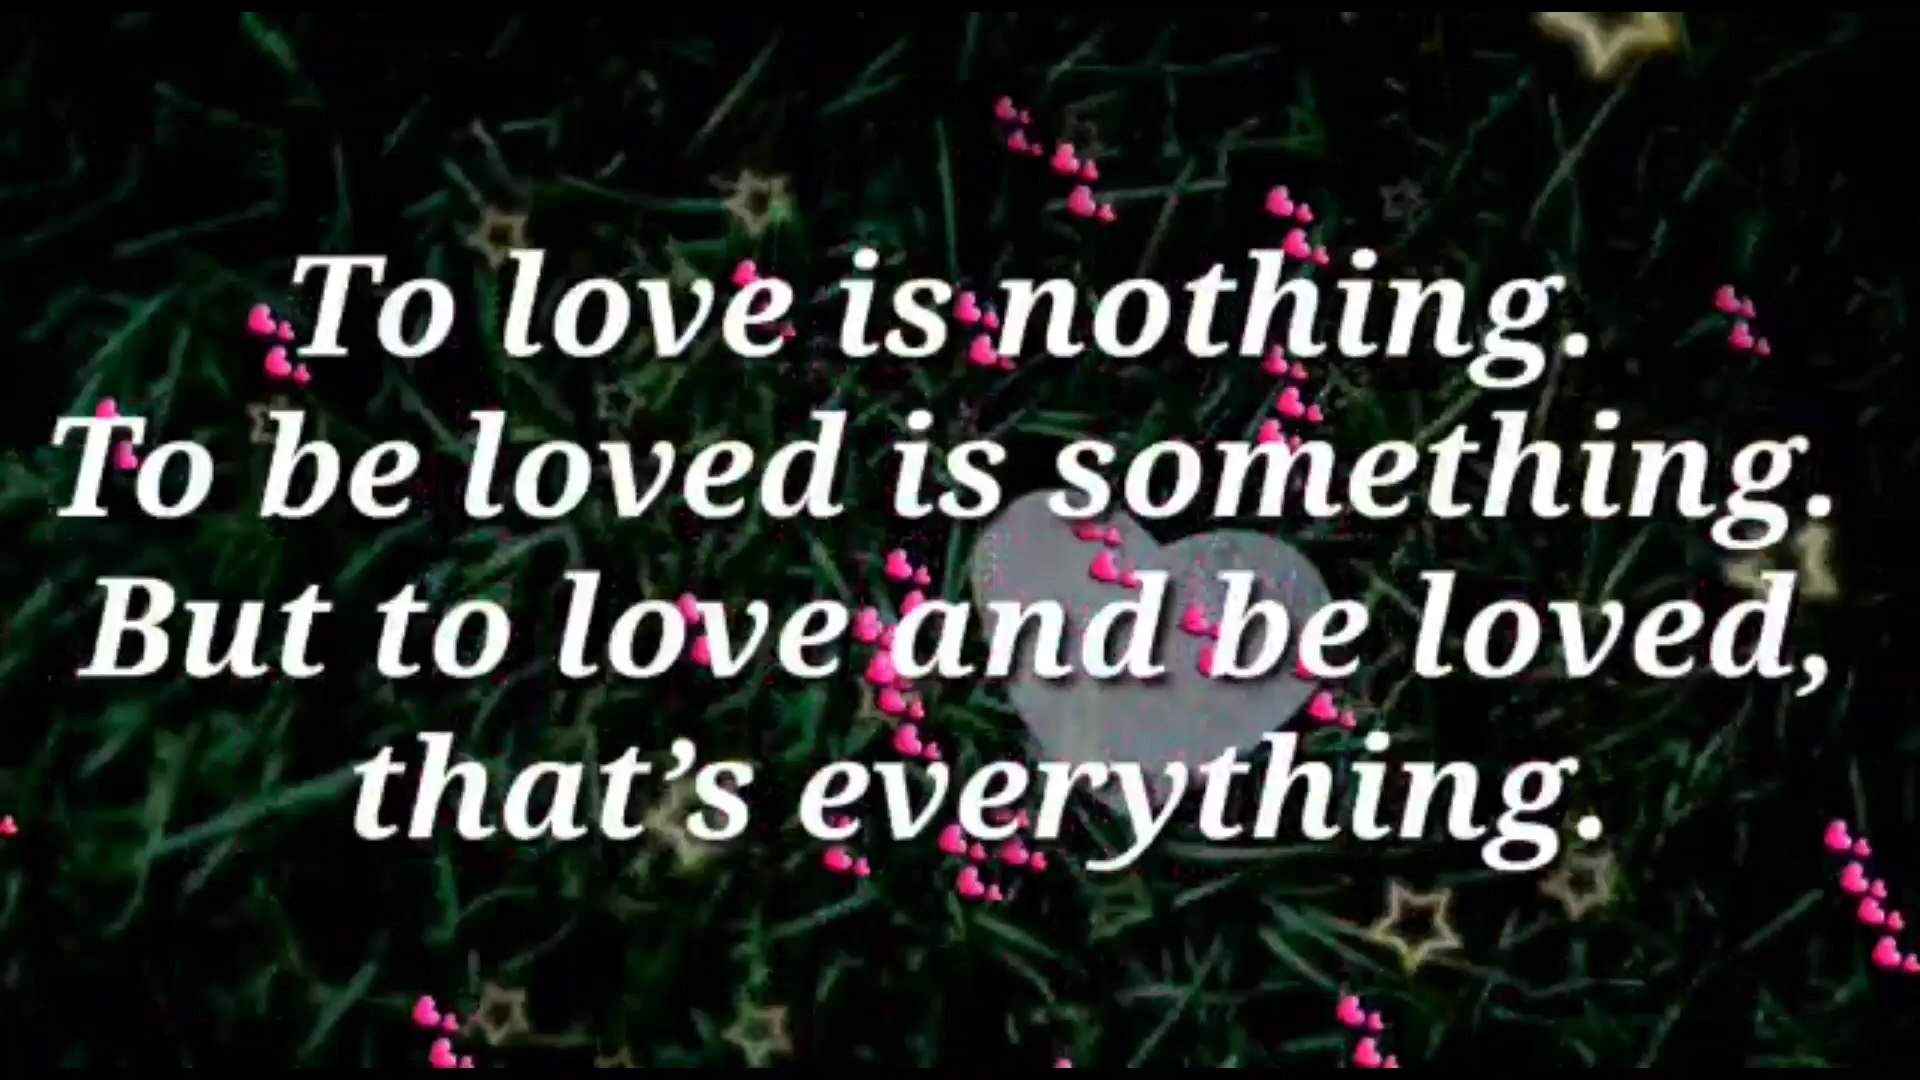 To love is nothing.
To be loved is something.
But to love and be loved,
that’s everything.